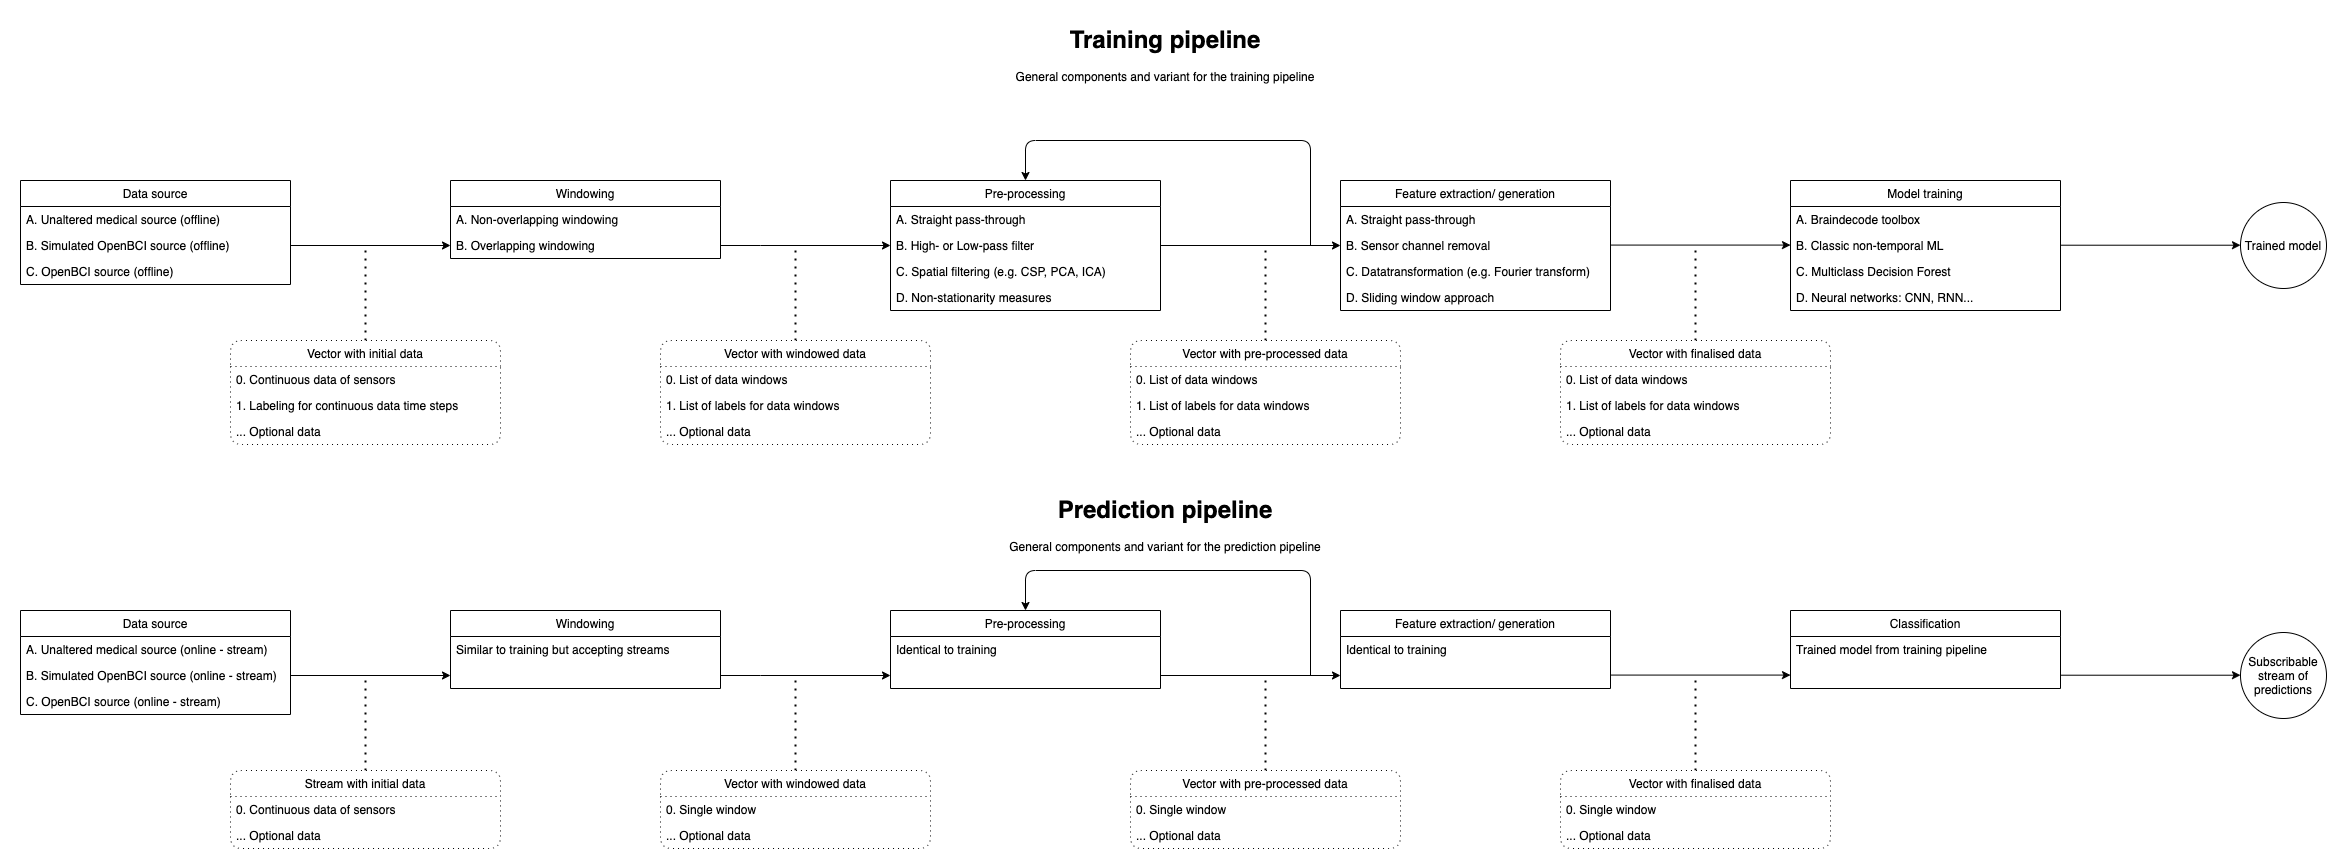 Training pipeline
General components and variant for the training pipeline
Data source
A. Unaltered medical source (offline)
B. Simulated OpenBCI source (offline)
C. OpenBCI source (offline)
Windowing
A. Non-overlapping windowing
B. Overlapping windowing
Pre-processing
A. Straight pass-through
B. High- or Low-pass filter
C. Spatial filtering (e.g. CSP, PCA, ICA)
D. Non-stationarity measures
Feature extraction/ generation
A. Straight pass-through
B. Sensor channel removal
C. Datatransformation (e.g. Fourier transform)
D. Sliding window approach
Model training
A. Braindecode toolbox
B. Classic non-temporal ML
C. Multiclass Decision Forest
D. Neural networks: CNN, RNN...
Trained model
Vector with initial data
0. Continuous data of sensors
1. Labeling for continuous data time steps
... Optional data
Vector with windowed data
0. List of data windows
1. List of labels for data windows
... Optional data
Vector with pre-processed data
0. List of data windows
1. List of labels for data windows
... Optional data
Vector with finalised data
0. List of data windows
1. List of labels for data windows
... Optional data
Prediction pipeline
General components and variant for the prediction pipeline
Data source
A. Unaltered medical source (online - stream)
B. Simulated OpenBCI source (online - stream)
C. OpenBCI source (online - stream)
Windowing
Similar to training but accepting streams
Pre-processing
Identical to training
Feature extraction/ generation
Identical to training
Classification
Trained model from training pipeline
Subscribable
stream of
predictions
Stream with initial data
0. Continuous data of sensors
... Optional data
Vector with windowed data
0. Single window
... Optional data
Vector with pre-processed data
0. Single window
... Optional data
Vector with finalised data
0. Single window
... Optional data